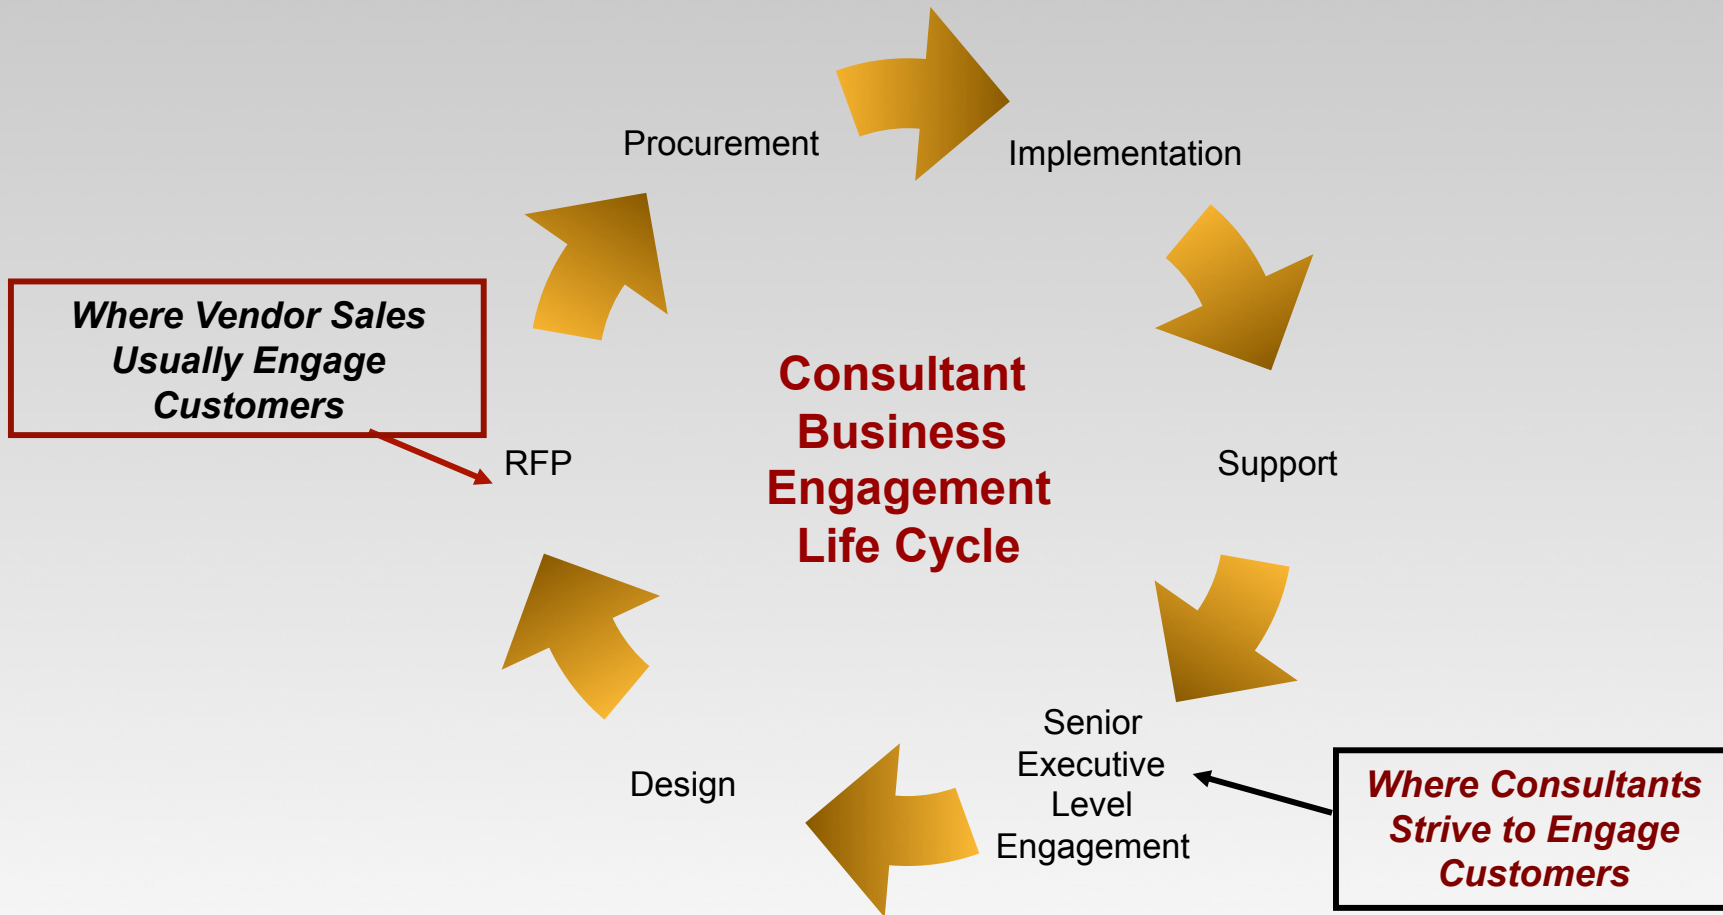 Procurement
Implementation
Where Vendor Sales
Usually Engage
Customers
RFP
Consultant
Business
Engagement
Life Cycle
Support
Design
Senior
Executive
Level
Engagement
Where Consultants
Strive to Engage
Customers